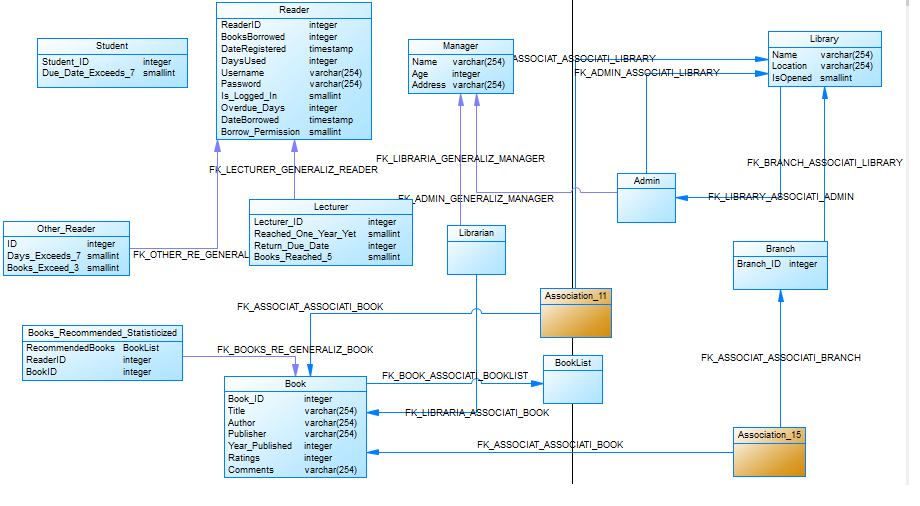 Reader
ReaderID integer
BooksBorrowed integer
DateRegistered timestamp
DaysUsed integer
Username varchar(254)
Password varchar(254)
Is_Logged_In smallint
Overdue_Days integer
DateBorrowed timestamp
Borrow_Permission smallint
Student
Student_ID integer
Due_Date_Exceeds_7 smallint
Manager
Name varchar(254)
Age integer
Address varchar(254)
Library
Name varchar(254)
Location varchar(254)
IsOpened smallint
ASSOCIAT_ASSOCIATI_LIBRARY
FK_ADMIN_ASSOCIATI_LIBRARY
FK_LIBRARIA_GENERALIZ_MANAGER
FK_LECTURER_GENERALIZ_READER
FK_BRANCH_ASSOCIATI_LIBRARY
Admin
FK_ADMIN_GENERALIZ_MANAGER
FK_LIBRARY_ASSOCIATI_ADMIN
Lecturer
Lecturer_ID integer
Reached_One_Year_Yet smallint
Return_Due_Date integer
Books_Reached_5 smallint
Other_Reader
ID integer
Days_Exceeds_7 smallint
Books_Exceed_3 smallint
FK_OTHER_RE_GENERAL
Librarian
Branch
Branch_ID integer
Association_11
FK_ASSOCIAT_ASSOCIATI_BOOK
Books_Recommended_Statisticized
RecommendedBooks BookList
ReaderID integer
BookID integer
FK_BOOKS_RE_GENERALIZ_BOOK
FK_ASSOCIAT_ASSOCIATI_BRANCH
BookList
FK_BOOK_ASSOCIATI_BOOKLIST
Book
Book_ID integer
Title varchar(254)
Author varchar(254)
Publisher varchar(254)
Year_Published integer
Ratings integer
Comments varchar(254)
FK_LIBRARIA_ASSOCIATI_BOOK
FK_ASSOCIAT_ASSOCIATI_BOOK
Association_15